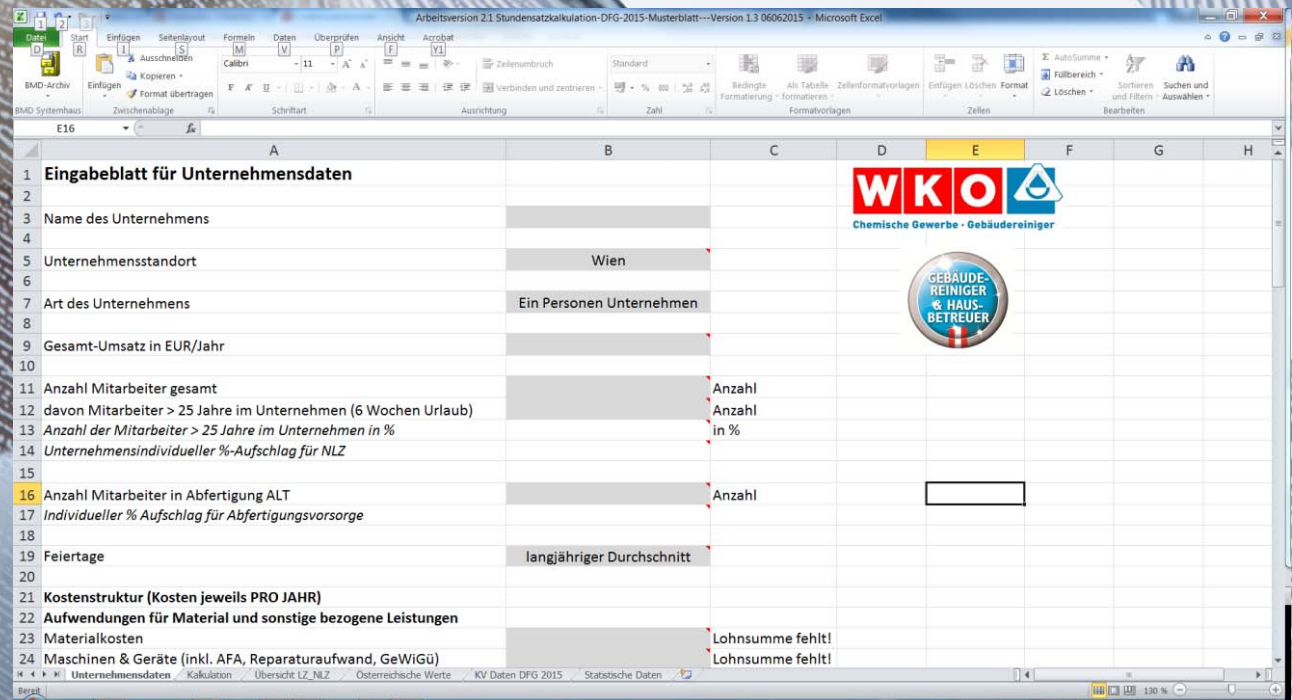 Arbeitsversion 2.1 Stundensatzkalkulation-DFG-2015-Musterblatt---Version 1.3 06062015 - Microsoft Excel
1 2 3
Datei Start Einfügen Seitenlayout Formeln Daten Überprüfen Ansicht Acrobat
D R I S M V P F Y1
BMD-Archiv
Einfügen
Ausschneiden
Kopieren
Format übertragen
Calibri 11
F K U
Zeilenumbruch
Verbinden und zentrieren
Standard
% 000
Bedingte Formatierung
Als Tabelle formatieren
Zellenformatvorlagen
Einfügen Löschen Format
Σ AutoSumme
Füllbereich
Löschen
Sortieren und Filtern
Suchen und Auswählen
BMD Systemhaus Zwischenablage Schriftart Ausrichtung Zahl Formatvorlagen Zellen Bearbeiten
E16 fx
A B C D E F G H
1 Eingabeblatt für Unternehmensdaten
2
3 Name des Unternehmens
4
5 Unternehmensstandort Wien
6
7 Art des Unternehmens Ein Personen Unternehmen
8
9 Gesamt-Umsatz in EUR/Jahr
10
11 Anzahl Mitarbeiter gesamt Anzahl
12 davon Mitarbeiter > 25 Jahre im Unternehmen (6 Wochen Urlaub) Anzahl
13 Anzahl der Mitarbeiter > 25 Jahre im Unternehmen in % in %
14 Unternehmensindividueller %-Aufschlag für NLZ
15
16 Anzahl Mitarbeiter in Abfertigung ALT Anzahl
17 Individueller % Aufschlag für Abfertigungsvorsorge
18
19 Feiertage langjähriger Durchschnitt
20
21 Kostenstruktur (Kosten jeweils PRO JAHR)
22 Aufwendungen für Material und sonstige bezogene Leistungen
23 Materialkosten Lohnsumme fehlt!
24 Maschinen & Geräte (inkl. AFA, Reparaturaufwand, GeWiGü) Lohnsumme fehlt!
WKO
Chemische Gewerbe · Gebäudereiniger
GEBÄUDE-
REINIGER
& HAUS-
BETREUER
Unternehmensdaten Kalkulation Übersicht LZ_NLZ Österreichische Werte KV Daten DFG 2015 Statistische Daten
Bereit 130 %